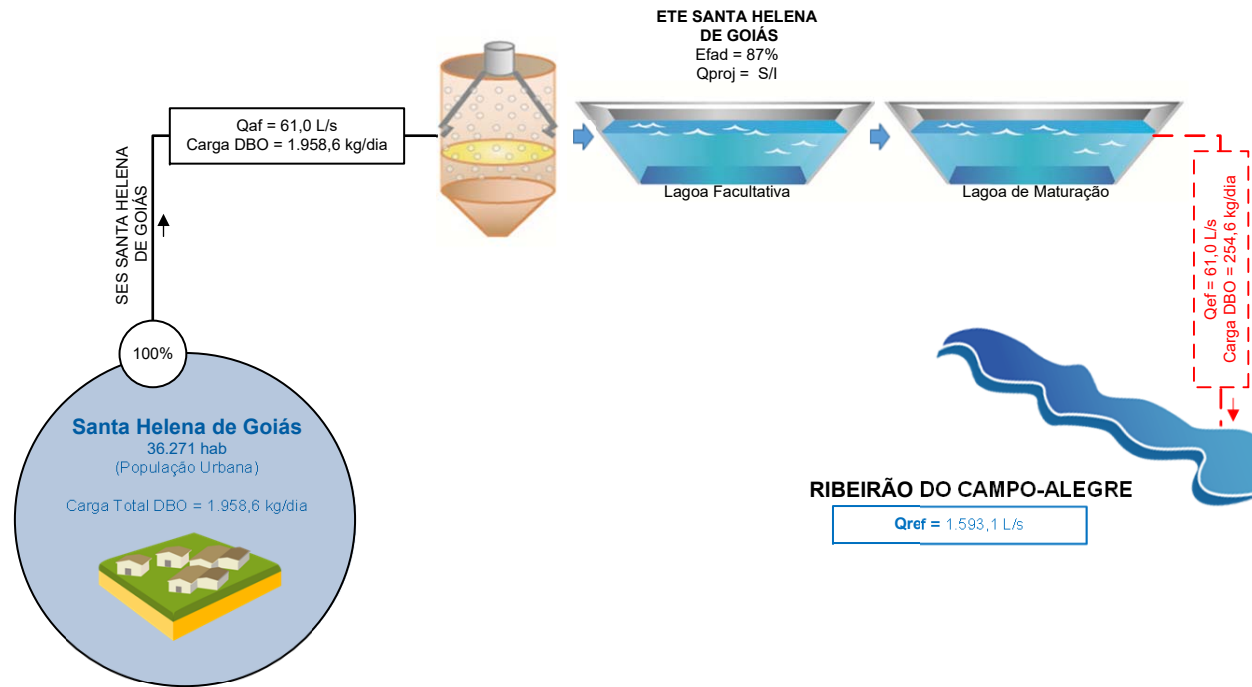 ETE SANTA HELENA
DE GOIÁS
Efad = 87%
Qproj = S/I
Qaf = 61,0 L/s
Carga DBO = 1.958,6 kg/dia
Lagoa Facultativa
Lagoa de Maturação
SES SANTA HELENA
DE GOIÁS
Qef = 61,0 L/s
Carga DBO = 254,6 kg/dia
100%
Santa Helena de Goiás
36.271 hab
(População Urbana)
Carga Total DBO = 1.958,6 kg/dia
RIBEIRÃO DO CAMPO-ALEGRE
Qref = 1.593,1 L/s